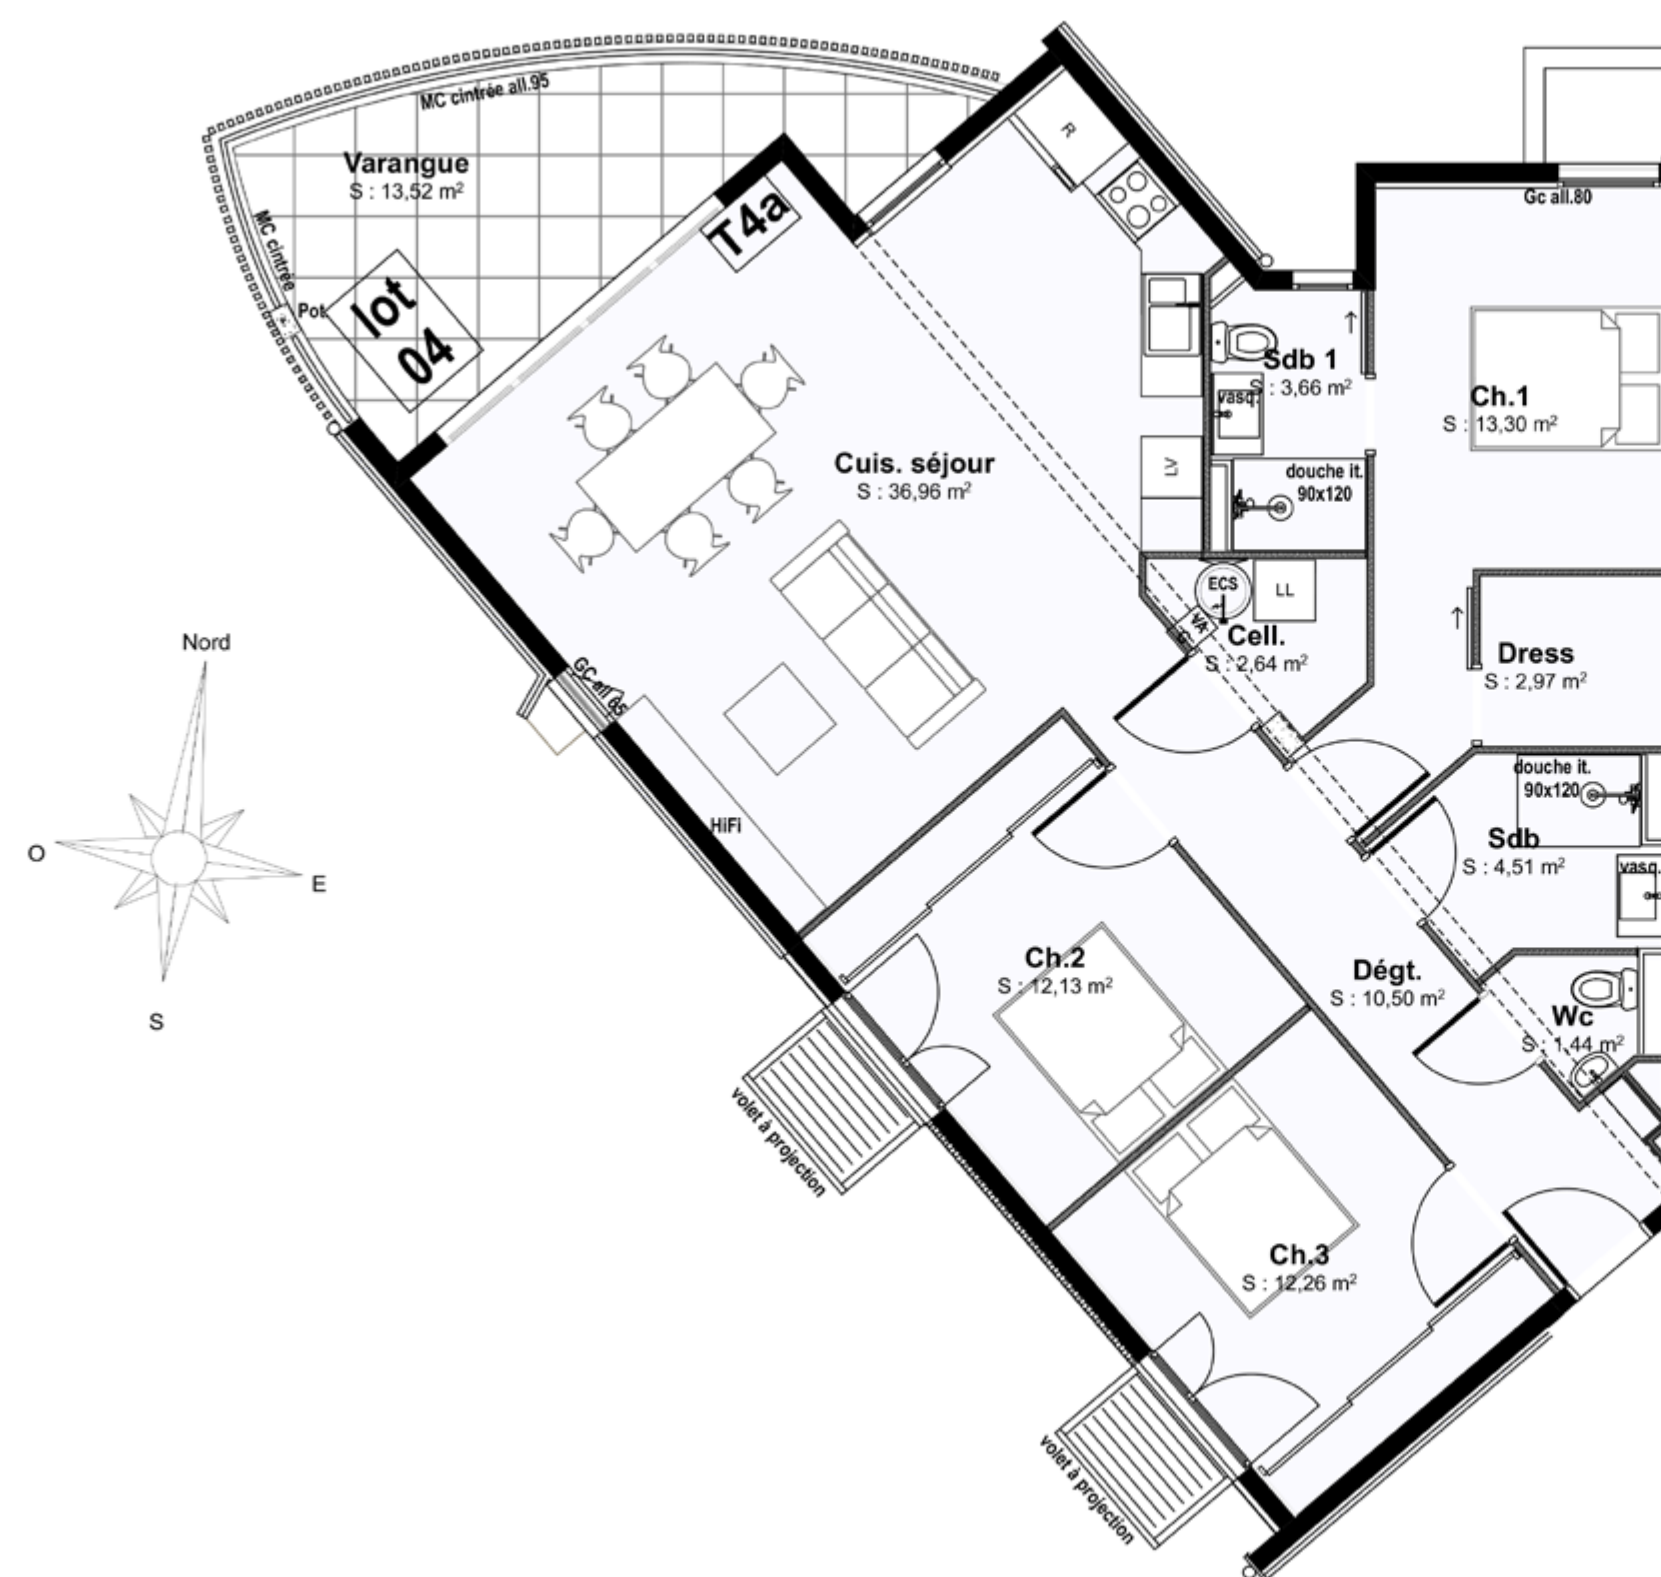 MC cintrée all.95
Varangue
S : 13,52 m²
MC cintrée
Pot.
lot
04
T4a
R
Gc all.80
Sdb 1
S : 3,66 m²
vasq.
Ch.1
S : 13,30 m²
Cuis. séjour
S : 36,96 m²
LV
douche it.
90x120
ECS
LL
Cell.
S : 2,64 m²
Dress
S : 2,97 m²
Nord
O
E
S
GC all 65
HiFi
douche it.
90x120
Sdb
S : 4,51 m²
vasq.
Ch.2
S : 12,13 m²
Dégt.
S : 10,50 m²
Wc
S : 1,44 m²
volet à projection
Ch.3
S : 12,26 m²
volet à projection